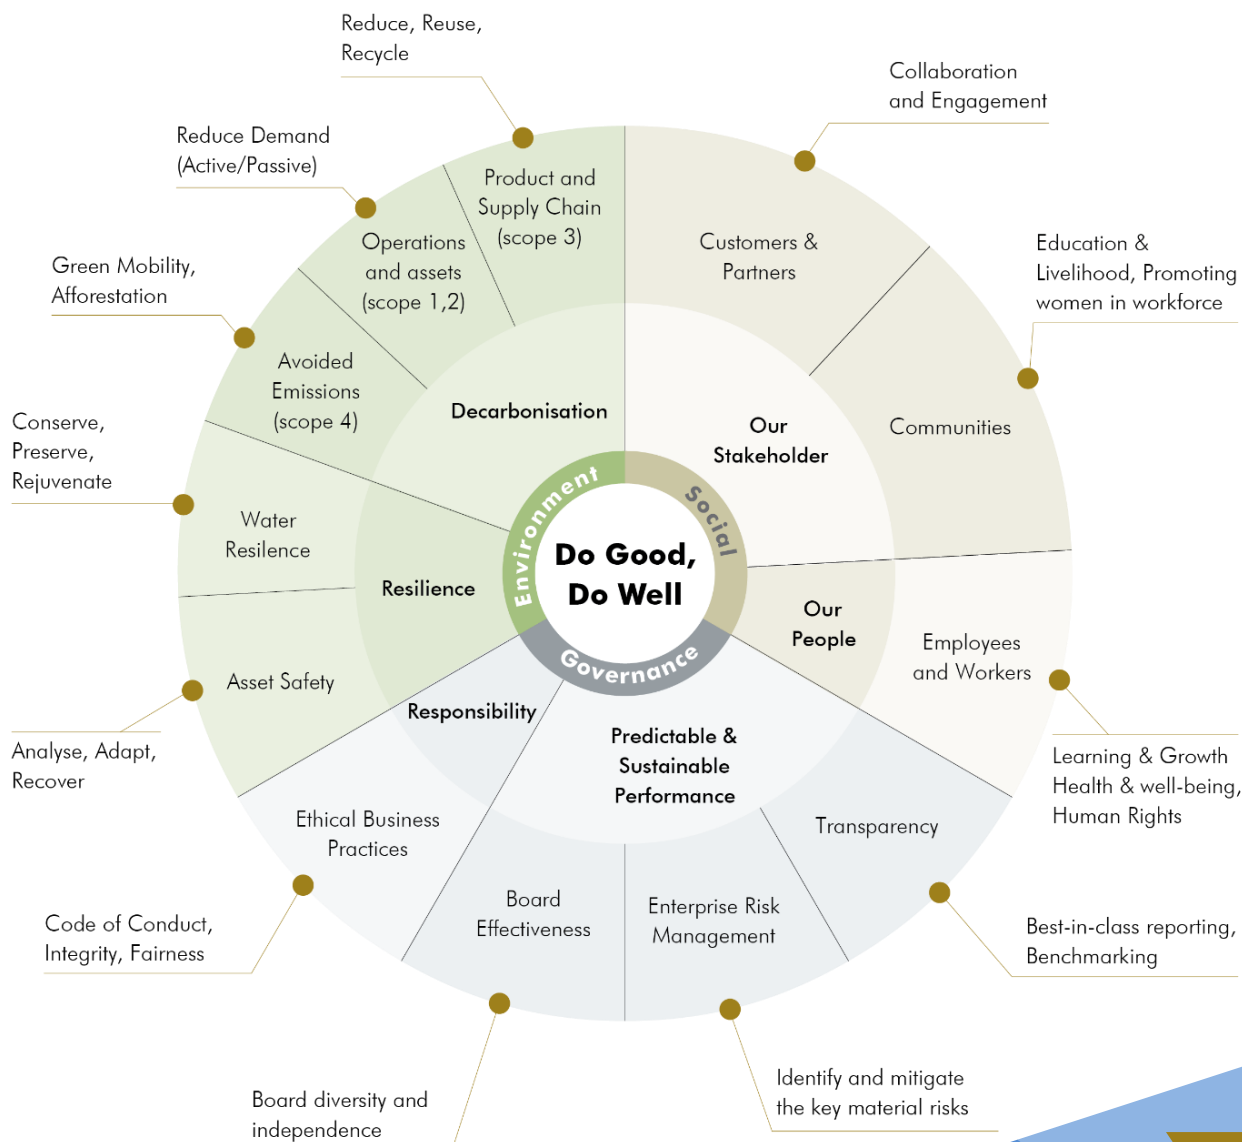 Reduce, Reuse,
Recycle
Collaboration
and Engagement
Reduce Demand
(Active/Passive)
Product and
Supply Chain
(scope 3)
Operations
and assets
(scope 1,2)
Customers &
Partners
Education &
Livelihood, Promoting
women in workforce
Green Mobility,
Afforestation
Avoided
Emissions
(scope 4)
Decarbonisation
Our
Stakeholder
Communities
Conserve,
Preserve,
Rejuvenate
Water
Resilence
Resilience
Environment
Social
Governance
Do Good,
Do Well
Our
People
Employees
and Workers
Asset Safety
Responsibility
Predictable &
Sustainable
Performance
Analyse, Adapt,
Recover
Learning & Growth
Health & well-being,
Human Rights
Ethical Business
Practices
Transparency
Board
Effectiveness
Enterprise Risk
Management
Code of Conduct,
Integrity, Fairness
Best-in-class reporting,
Benchmarking
Board diversity and
independence
Identify and mitigate
the key material risks